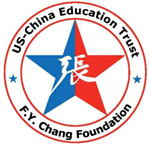 US-China Education Trust
張
F.Y. Chang Foundation